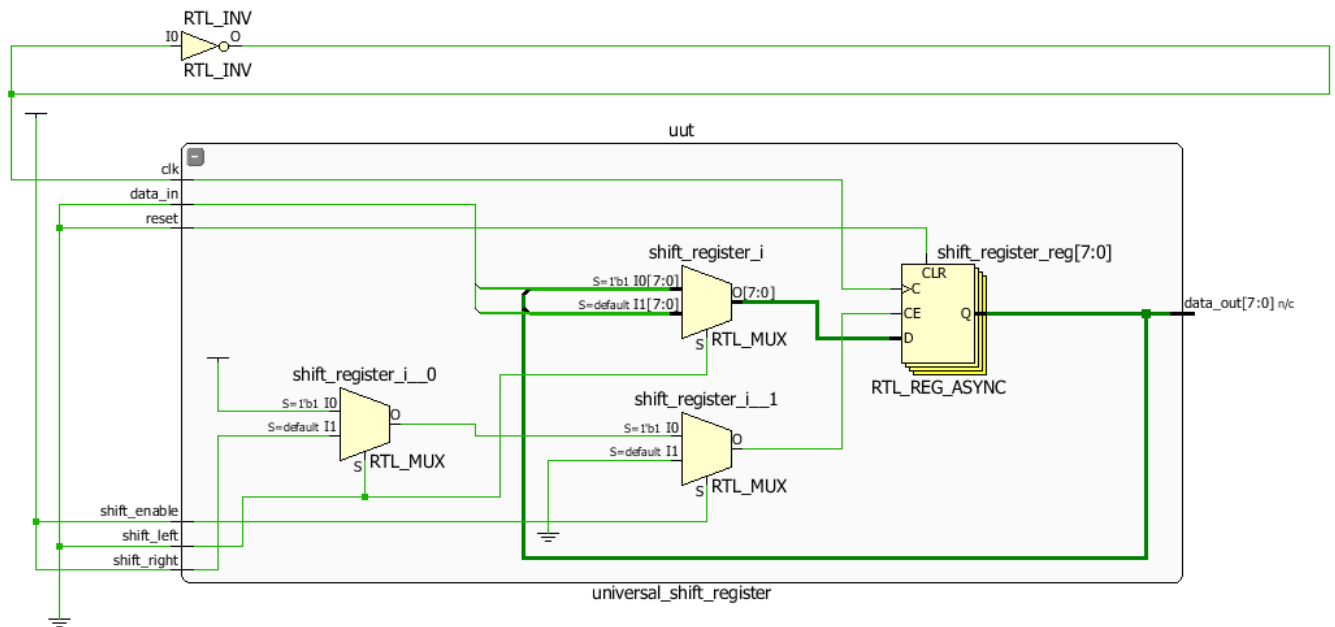 RTL_INV
I0
O
RTL_INV
uut
clk
data_in
reset
shift_register_i
S=1'b1 I0[7:0]
S=default I1[7:0]
O[7:0]
S
RTL_MUX
shift_register_reg[7:0]
CLR
C
CE
D
Q
RTL_REG_ASYNC
data_out[7:0] n/c
shift_register_i__0
S=1'b1 I0
S=default I1
O
S
RTL_MUX
shift_register_i__1
S=1'b1 I0
S=default I1
O
S
RTL_MUX
shift_enable
shift_left
shift_right
universal_shift_register